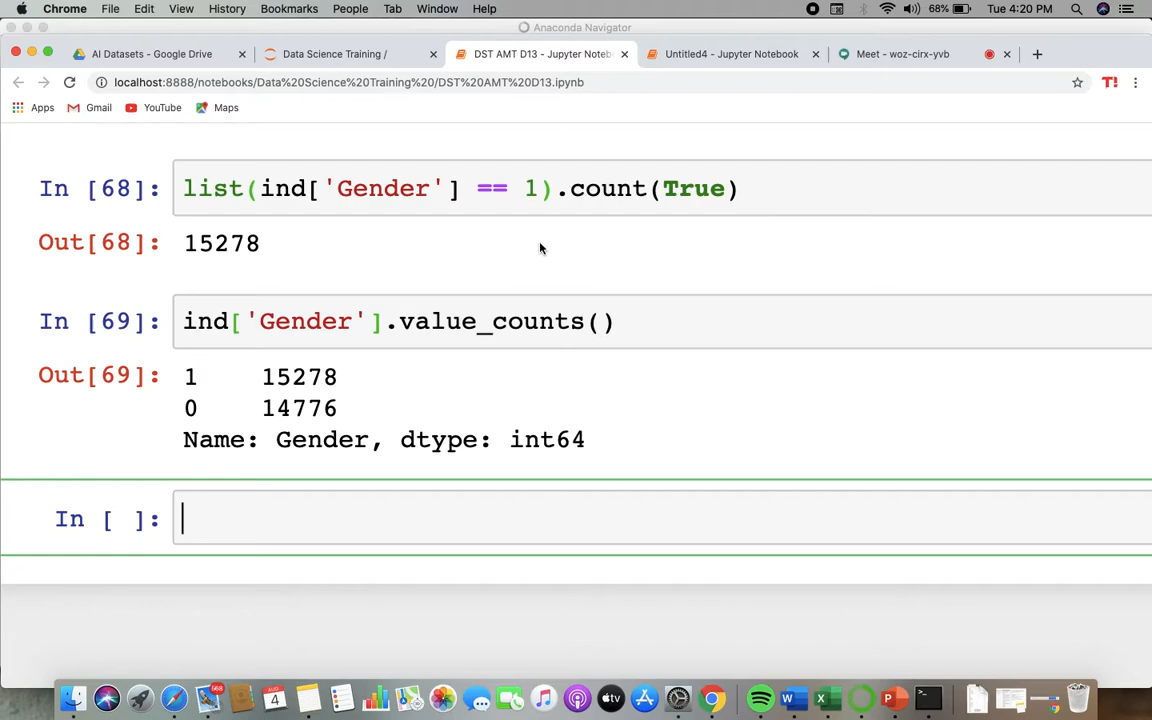 Chrome File Edit View History Bookmarks People Tab Window Help 68% Tue 4:20 PM
Anaconda Navigator
AI Datasets - Google Drive × Data Science Training / × DST AMT D13 - Jupyter Noteb × Untitled4 - Jupyter Notebook × Meet - woz-cirx-yvb ×
localhost:8888/notebooks/Data%20Science%20Training%20/DST%20AMT%20D13.ipynb T!
Apps Gmail YouTube Maps
In [68]: list(ind['Gender'] == 1).count(True)
Out[68]: 15278
In [69]: ind['Gender'].value_counts()
Out[69]: 1 15278
0 14776
Name: Gender, dtype: int64
In [ ]:
4
tv